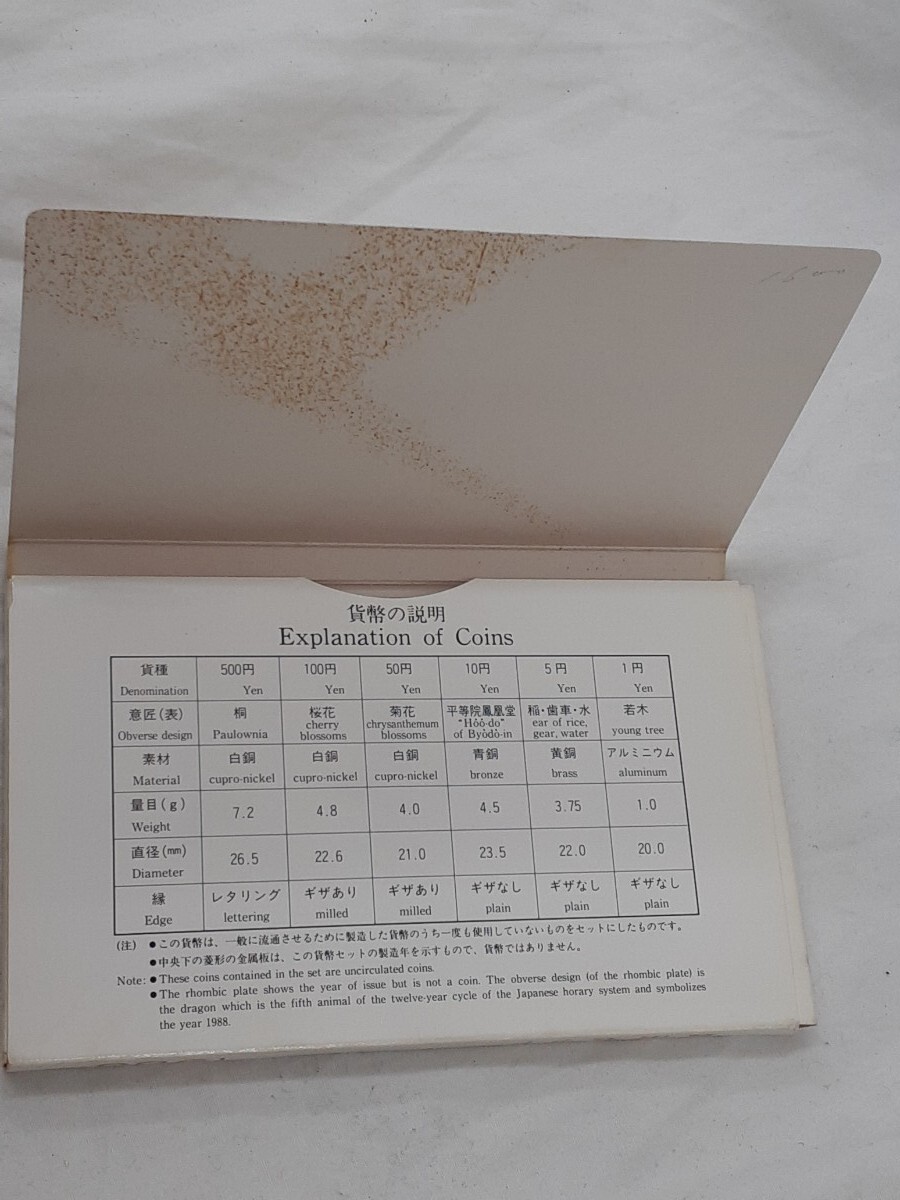 貨幣の説明
Explanation of Coins
貨種 500円 100円 50円 10円 5円 1円
Denomination Yen Yen Yen Yen Yen Yen
意匠(表) 桐 桜花 菊花 平等院鳳凰堂 稲・歯車・水 若木
Obverse design Paulownia cherry blossoms chrysanthemum blossoms "Hôô-do" of Byôdô-in ear of rice, gear, water young tree
素材 白銅 白銅 白銅 青銅 黄銅 アルミニウム
Material cupro-nickel cupro-nickel cupro-nickel bronze brass aluminum
量目(g) 7.2 4.8 4.0 4.5 3.75 1.0
Weight
直径(mm) 26.5 22.6 21.0 23.5 22.0 20.0
Diameter
縁 レタリング ギザあり ギザあり ギザなし ギザなし ギザなし
Edge lettering milled milled plain plain plain
(注) ●この貨幣は、一般に流通させるために製造した貨幣のうち一度も使用していないものをセットにしたものです。
●中央下の菱形の金属板は、この貨幣セットの製造年を示すもので、貨幣ではありません。
Note: ●These coins contained in the set are uncirculated coins.
●The rhombic plate shows the year of issue but is not a coin. The obverse design (of the rhombic plate) is
the dragon which is the fifth animal of the twelve-year cycle of the Japanese horary system and symbolizes
the year 1988.